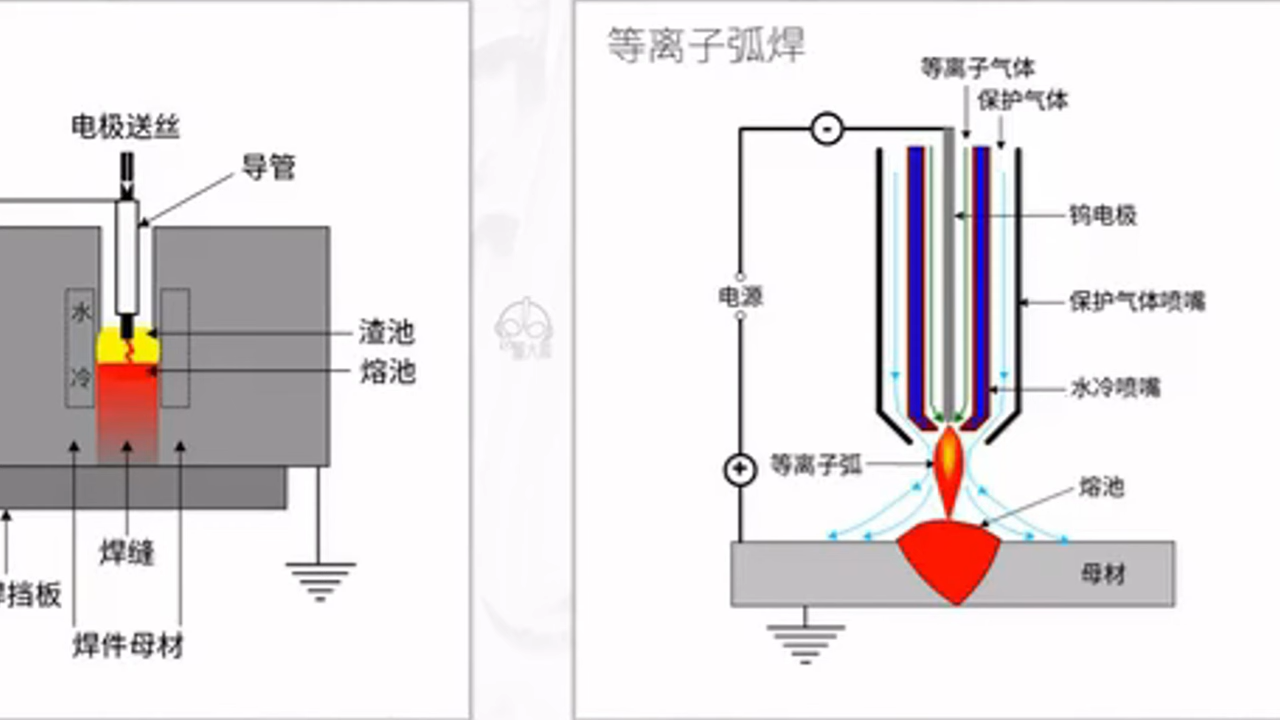 电极送丝
导管
水
冷
渣池
熔池
焊缝
挡板
焊件母材
等离子弧焊
等离子气体
保护气体
-
钨电极
电源
保护气体喷嘴
水冷喷嘴
+
等离子弧
熔池
母材